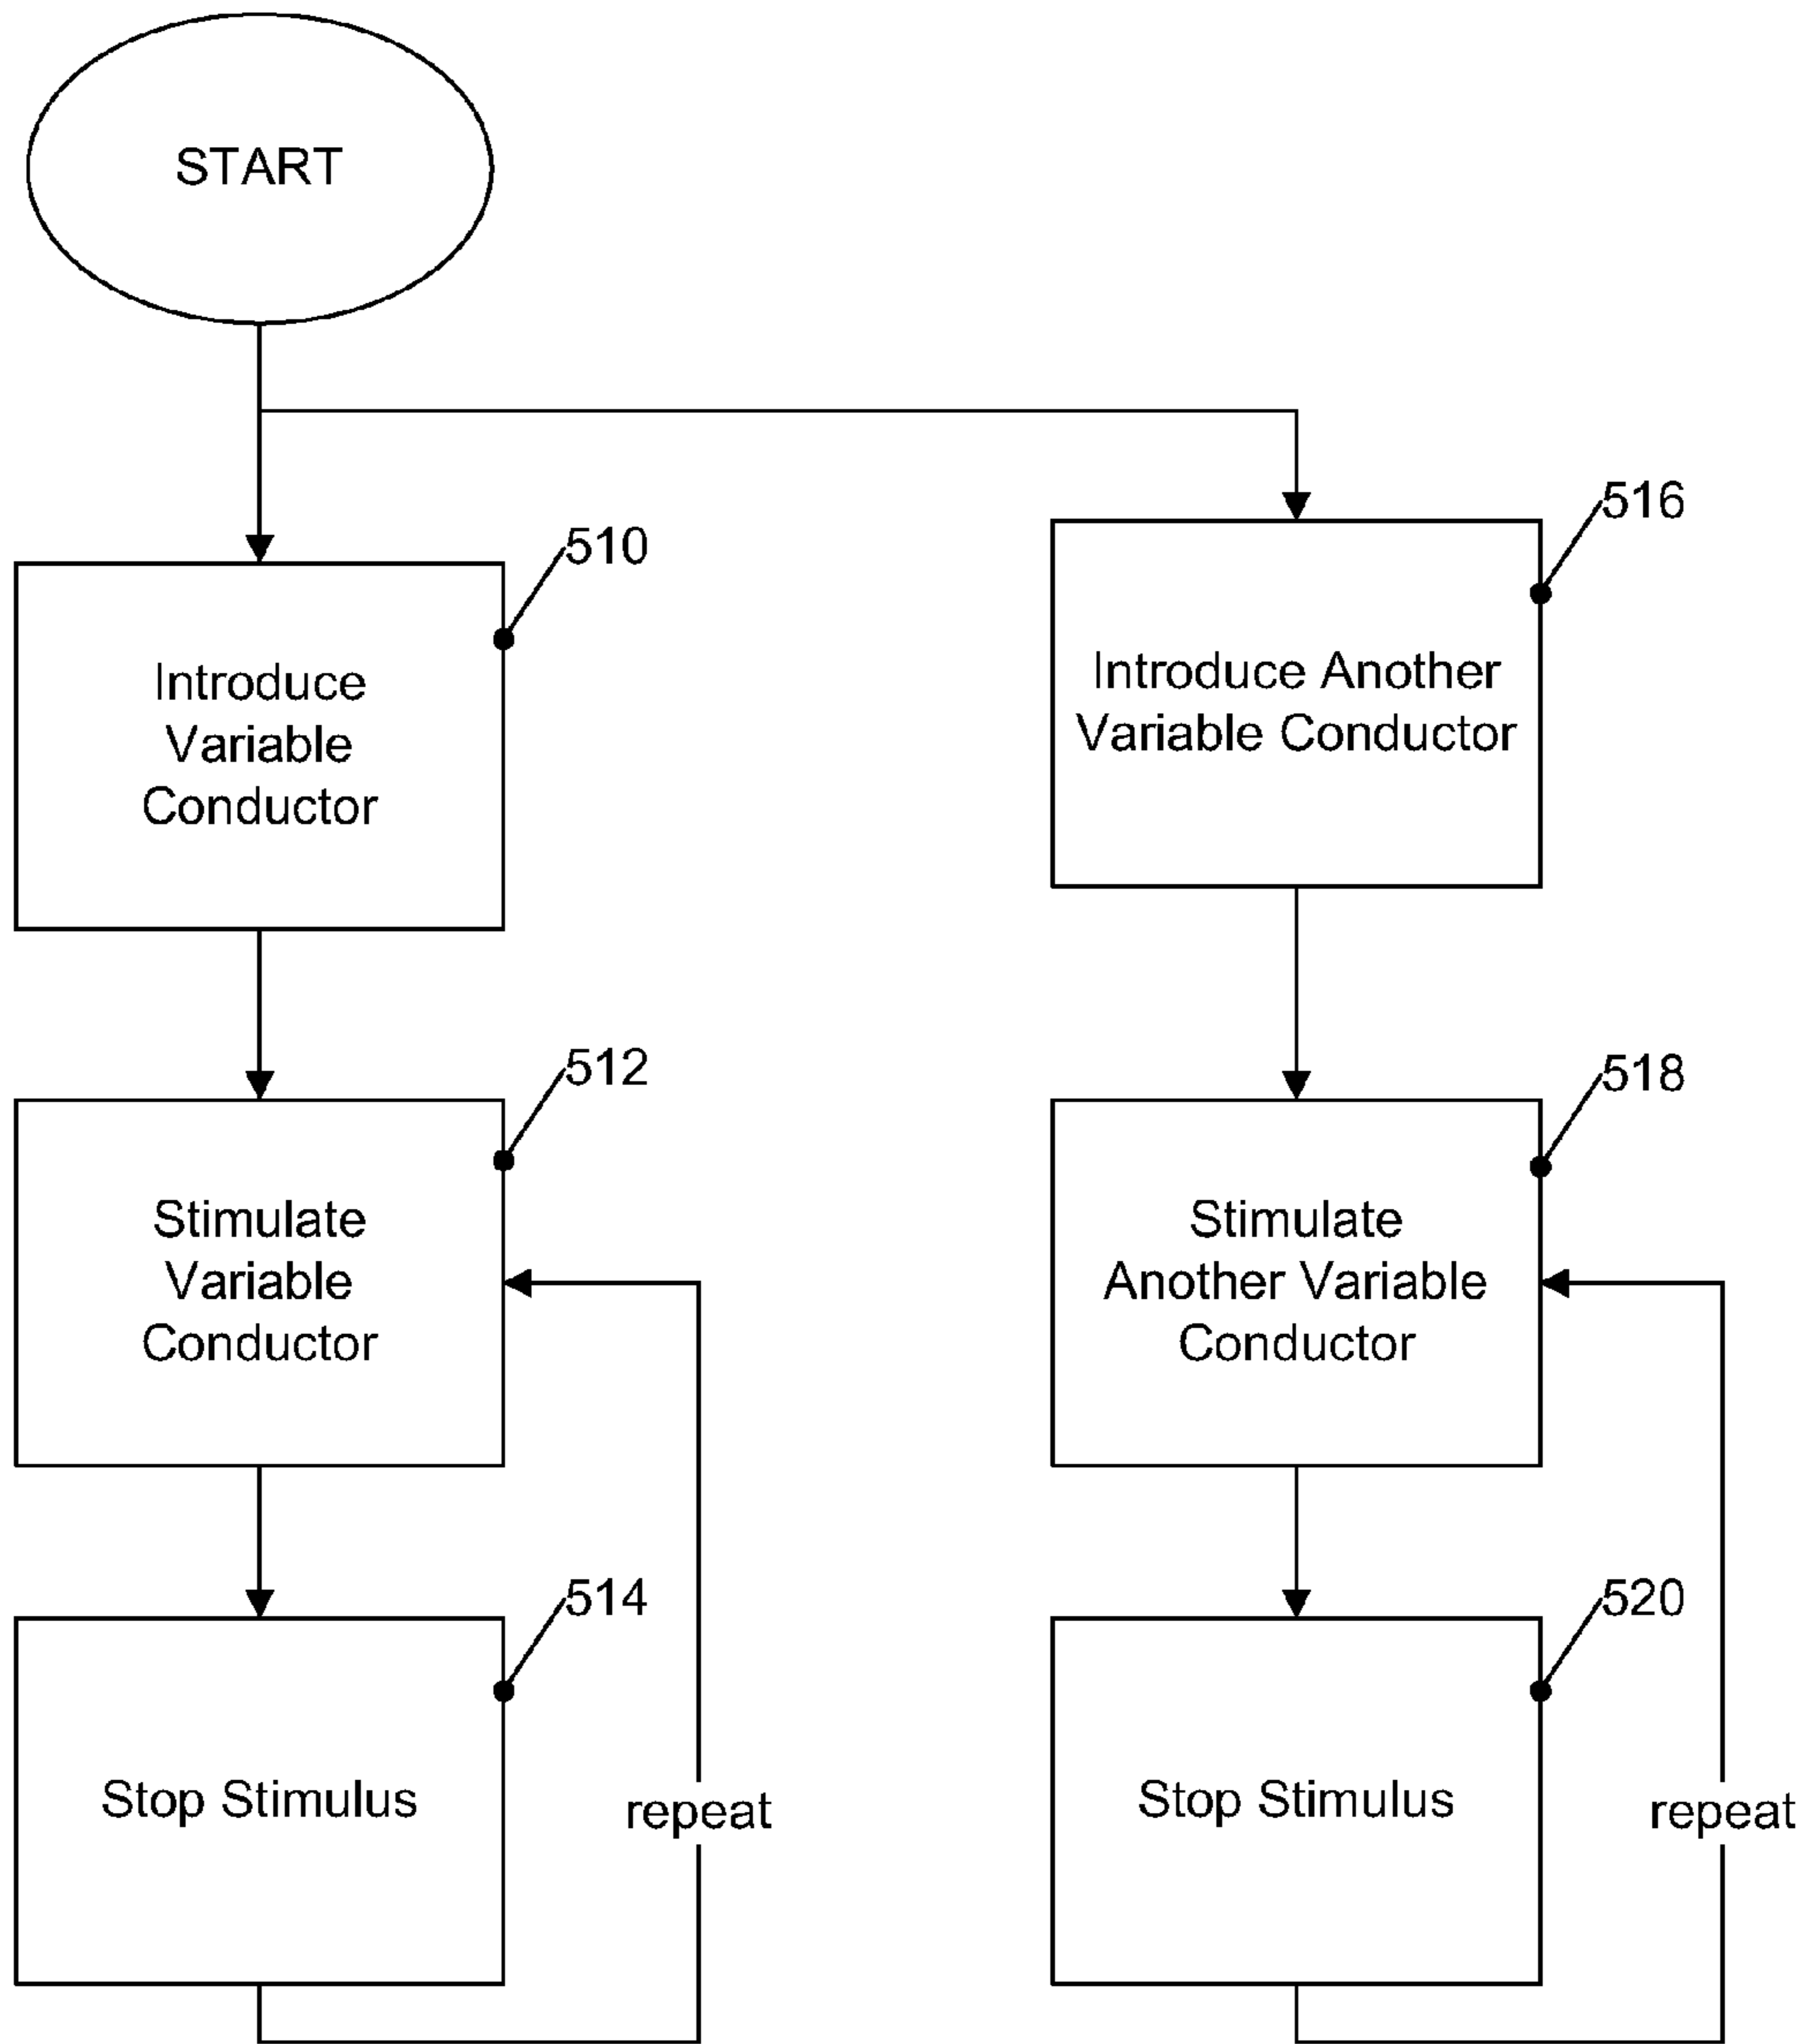 START
510
Introduce
Variable
Conductor
516
Introduce Another
Variable Conductor
512
Stimulate
Variable
Conductor
518
Stimulate
Another Variable
Conductor
514
Stop Stimulus
repeat
520
Stop Stimulus
repeat